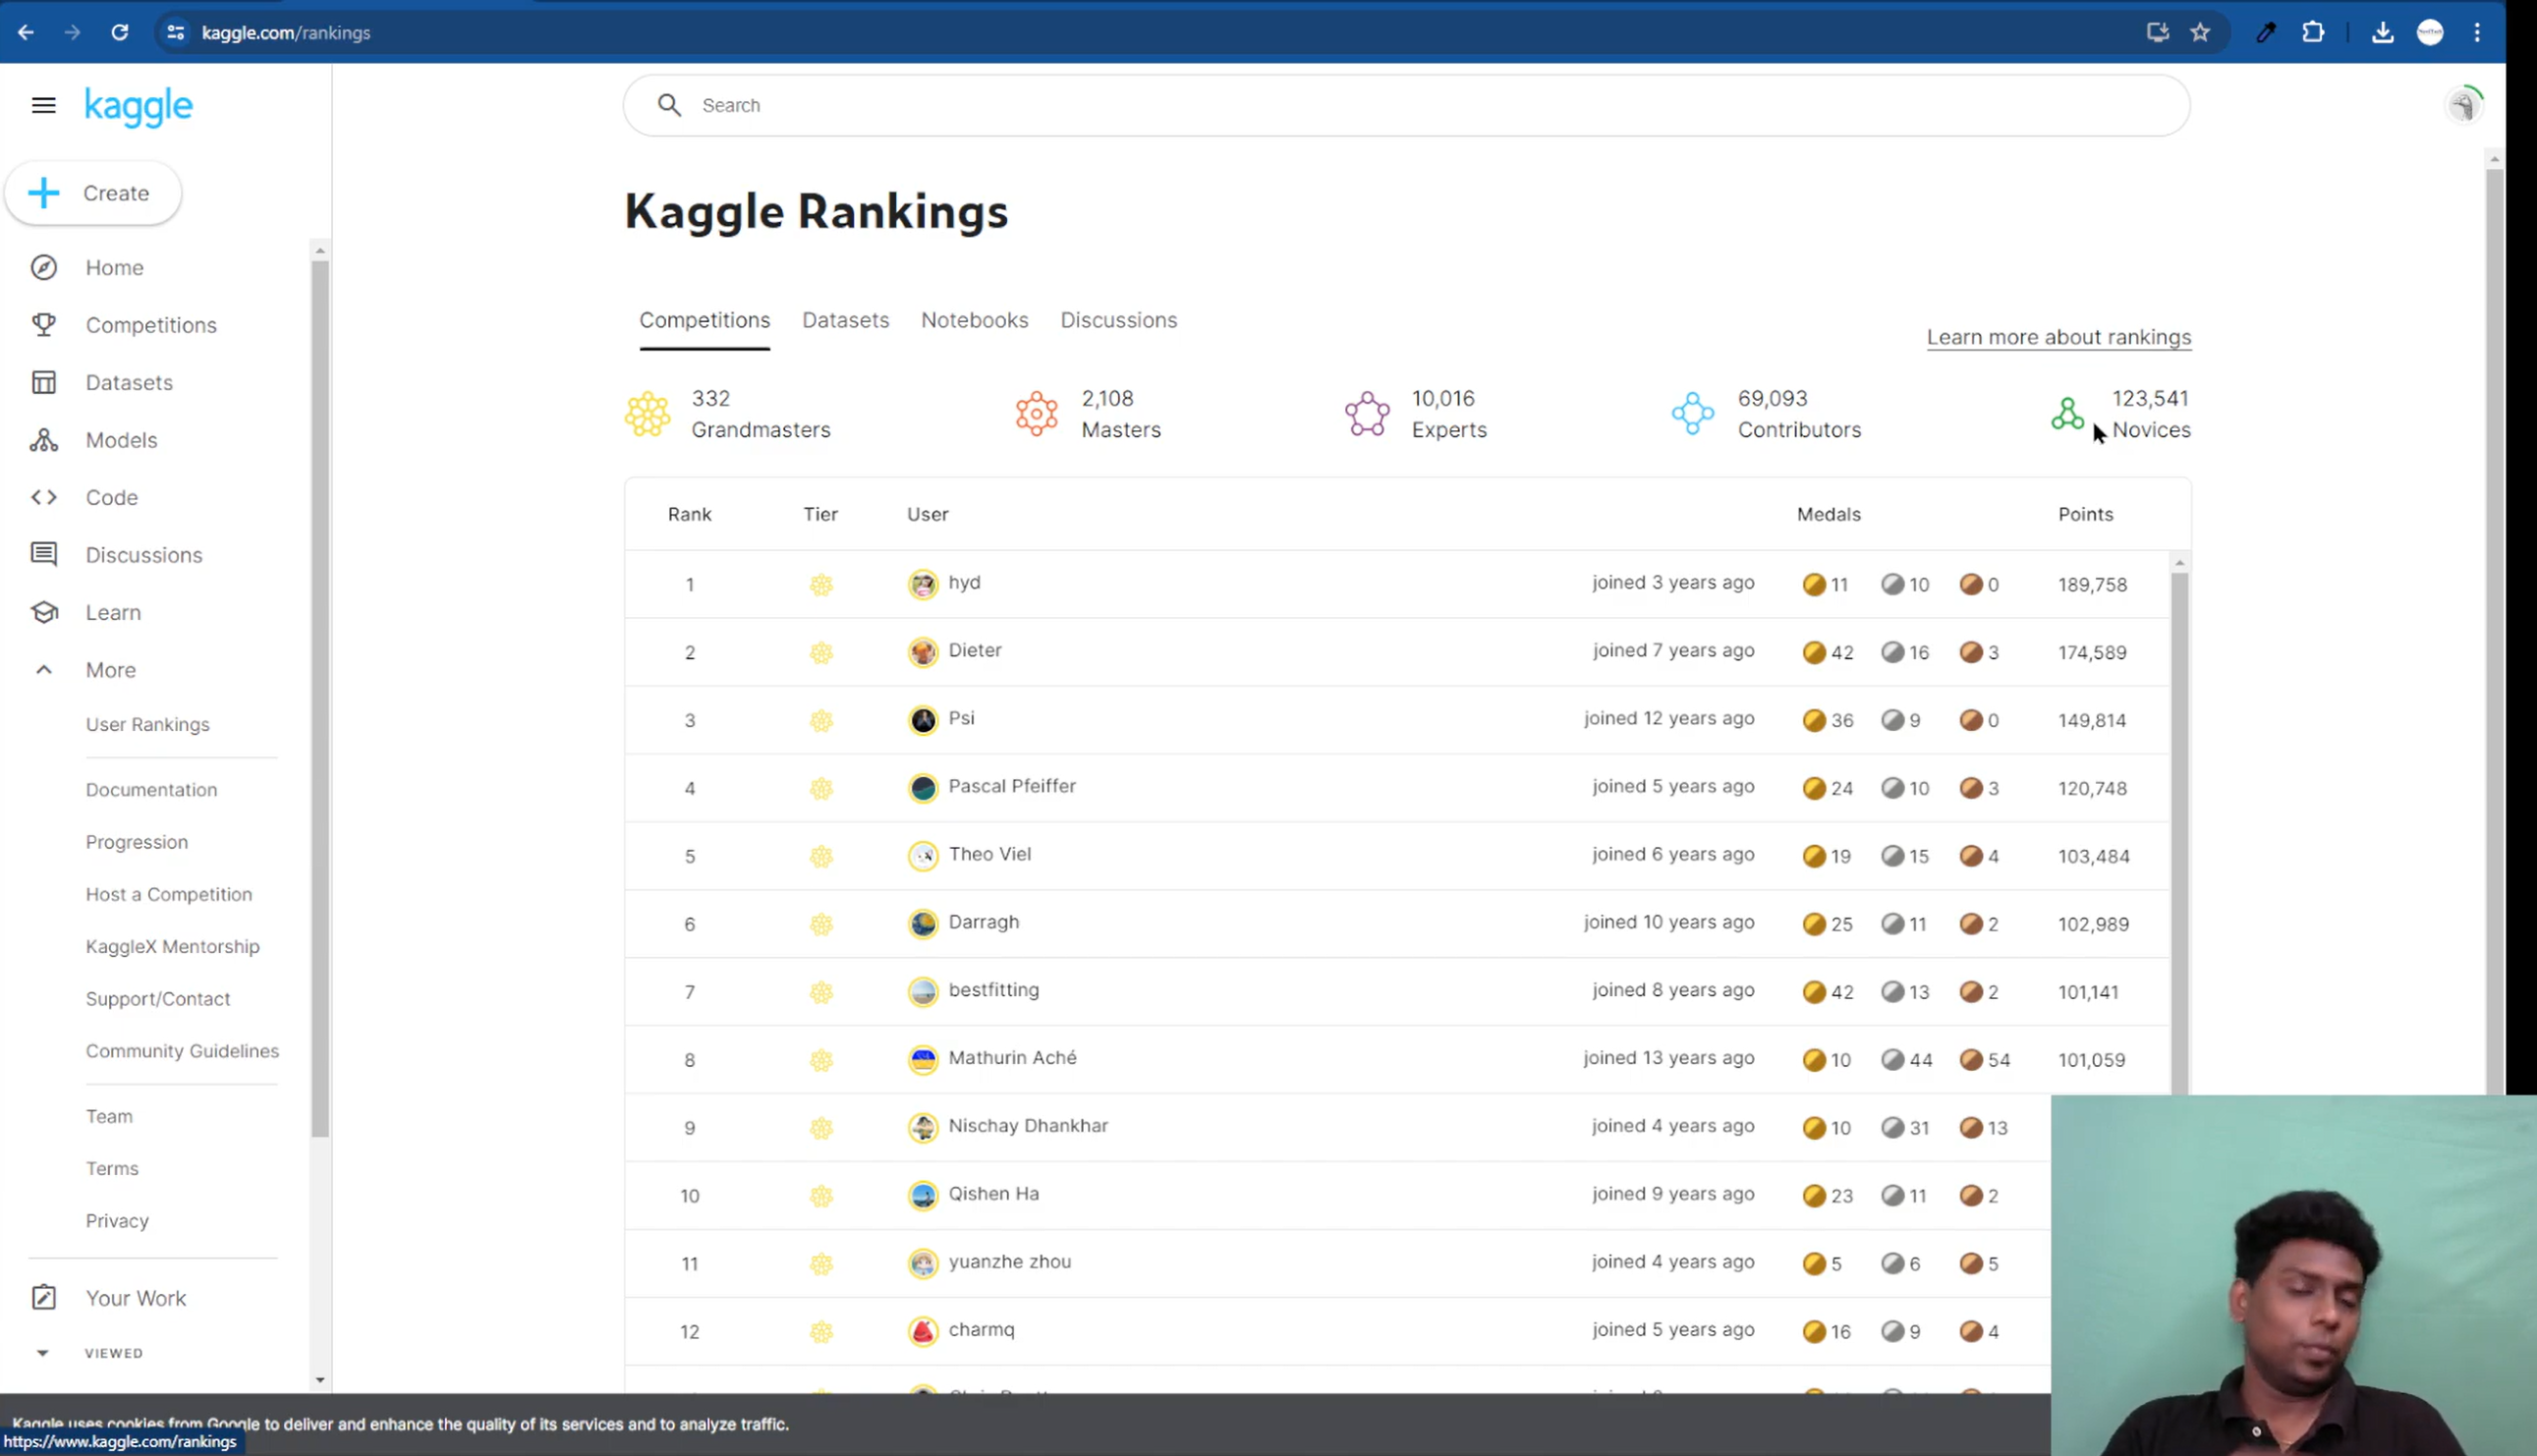 kaggle.com/rankings
kaggle
Search
Create
Home
Competitions
Datasets
Models
Code
Discussions
Learn
More
User Rankings
Documentation
Progression
Host a Competition
KaggleX Mentorship
Support/Contact
Community Guidelines
Team
Terms
Privacy
Your Work
VIEWED
Kaggle Rankings
Competitions Datasets Notebooks Discussions
Learn more about rankings
332 Grandmasters
2,108 Masters
10,016 Experts
69,093 Contributors
123,541 Novices
Rank Tier User Medals Points
1 hyd joined 3 years ago 11 10 0 189,758
2 Dieter joined 7 years ago 42 16 3 174,589
3 Psi joined 12 years ago 36 9 0 149,814
4 Pascal Pfeiffer joined 5 years ago 24 10 3 120,748
5 Theo Viel joined 6 years ago 19 15 4 103,484
6 Darragh joined 10 years ago 25 11 2 102,989
7 bestfitting joined 8 years ago 42 13 2 101,141
8 Mathurin Aché joined 13 years ago 10 44 54 101,059
9 Nischay Dhankhar joined 4 years ago 10 31 13
10 Qishen Ha joined 9 years ago 23 11 2
11 yuanzhe zhou joined 4 years ago 5 6 5
12 charmq joined 5 years ago 16 9 4
Kaggle uses cookies from Google to deliver and enhance the quality of its services and to analyze traffic.
https://www.kaggle.com/rankings